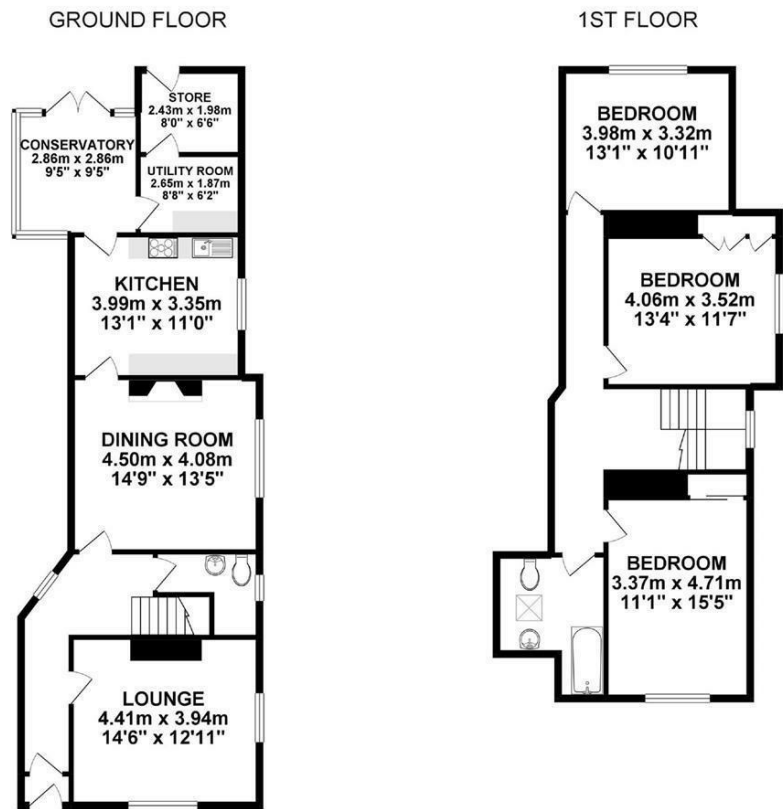 GROUND FLOOR
STORE
2.43m x 1.98m
8'0" x 6'6"
CONSERVATORY
2.86m x 2.86m
9'5" x 9'5"
UTILITY ROOM
2.65m x 1.87m
8'8" x 6'2"
KITCHEN
3.99m x 3.35m
13'1" x 11'0"
DINING ROOM
4.50m x 4.08m
14'9" x 13'5"
LOUNGE
4.41m x 3.94m
14'6" x 12'11"
1ST FLOOR
BEDROOM
3.98m x 3.32m
13'1" x 10'11"
BEDROOM
4.06m x 3.52m
13'4" x 11'7"
BEDROOM
3.37m x 4.71m
11'1" x 15'5"